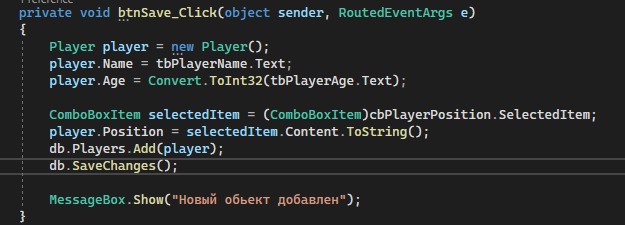 private void btnSave_Click(object sender, RoutedEventArgs e)
{
Player player = new Player();
player.Name = tbPlayerName.Text;
player.Age = Convert.ToInt32(tbPlayerAge.Text);
ComboBoxItem selectedItem = (ComboBoxItem)cbPlayerPosition.SelectedItem;
player.Position = selectedItem.Content.ToString();
db.Players.Add(player);
db.SaveChanges();
MessageBox.Show("Новый обьект добавлен");
}